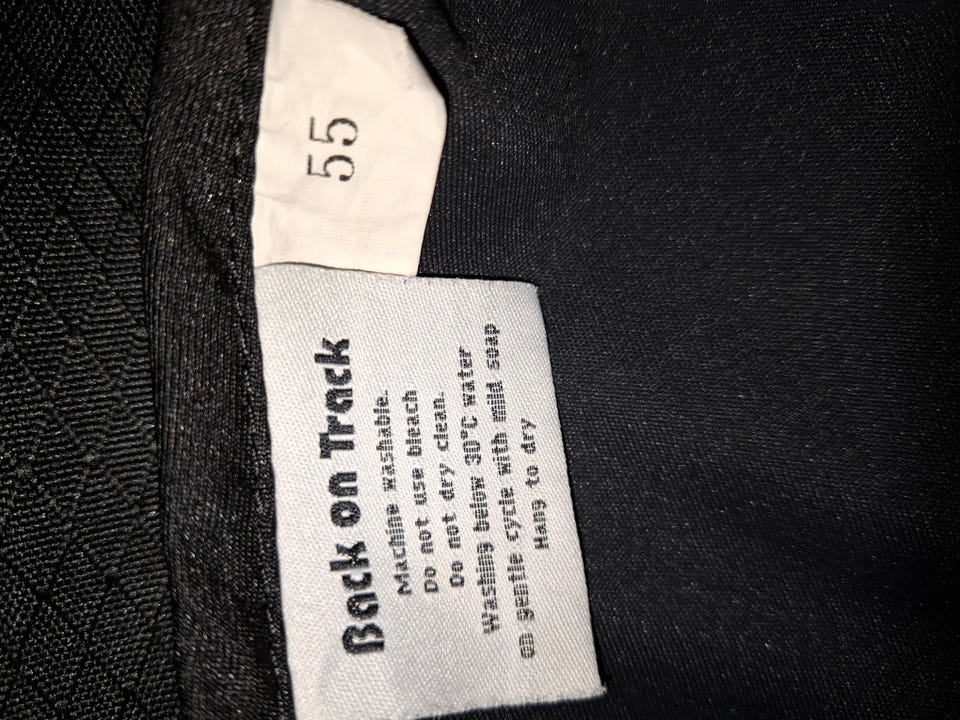 55
Back on Track
Machine washable.
Do not use bleach
Do not dry clean.
Washing below 30°C water
on gentle cycle with mild soap
Hang to dry